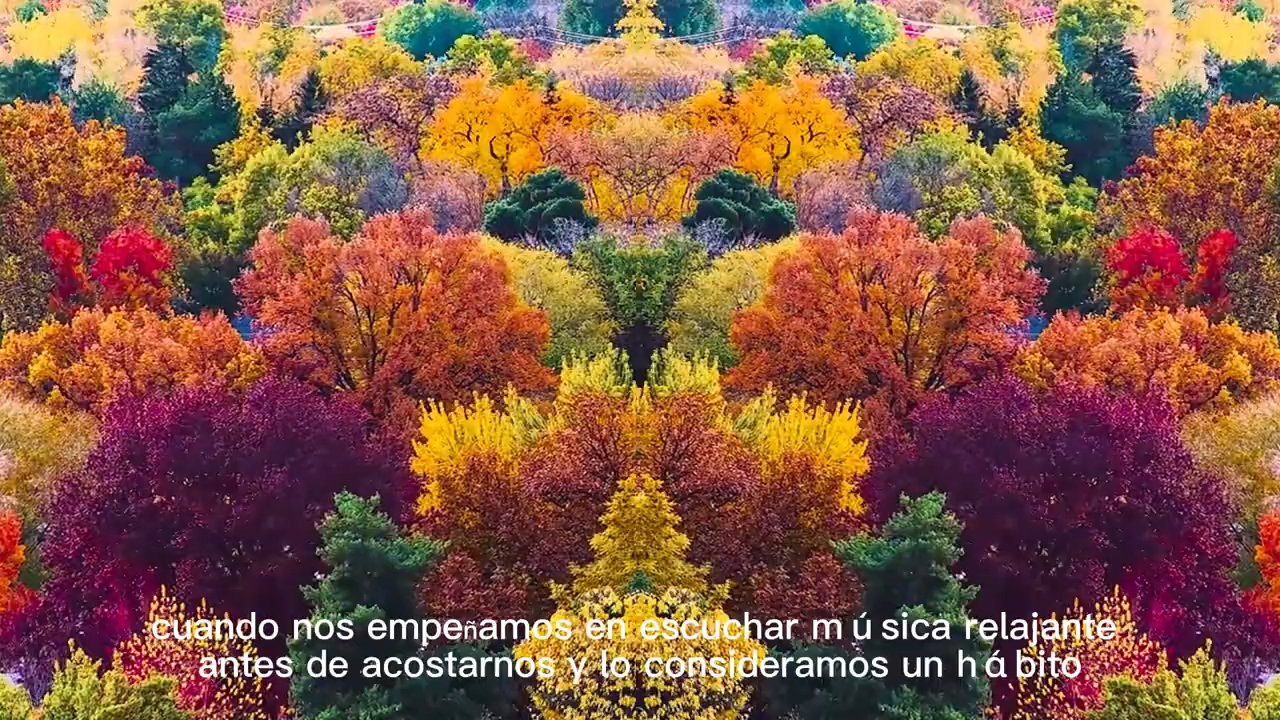 cuando nos empeñamos en escuchar música relajante
antes de acostarnos y lo consideramos un hábito